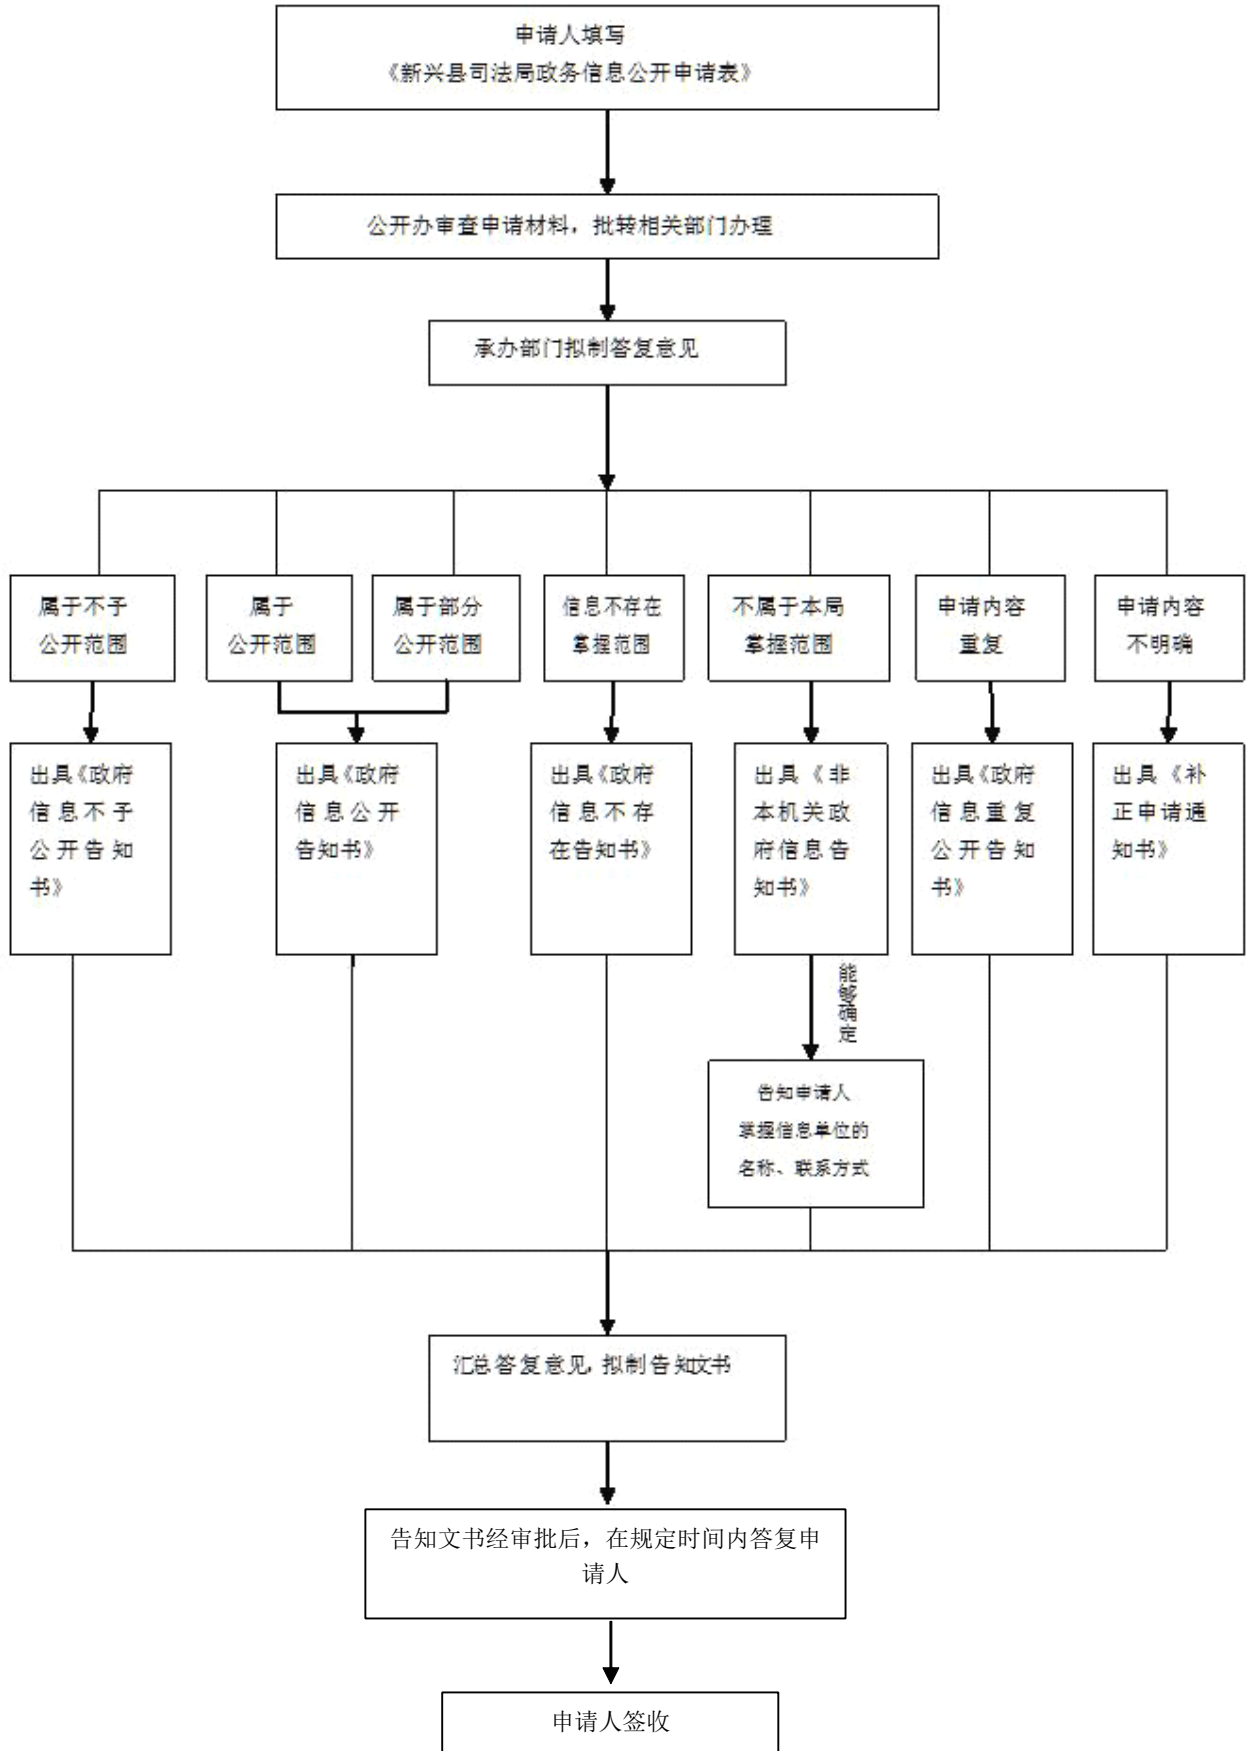 申请人填写
《新兴县司法局政务信息公开申请表》
公开办审查申请材料，批转相关部门办理
承办部门拟制答复意见
属于不予
公开范围
属于
公开范围
属于部分
公开范围
信息不存在
掌握范围
不属于本局
掌握范围
申请内容
重复
申请内容
不明确
出具《政府
信息不予
公开告知
书》
出具《政府
信息公开
告知书》
出具《政府
信息不存
在告知书》
出具《非
本机关政
府信息告
知书》
出具《政府
信息重复
公开告知
书》
出具《补
正申请通
知书》
能够确定
告知申请人
掌握信息单位的
名称、联系方式
汇总答复意见，拟制告知文书
告知文书经审批后，在规定时间内答复申
请人
申请人签收